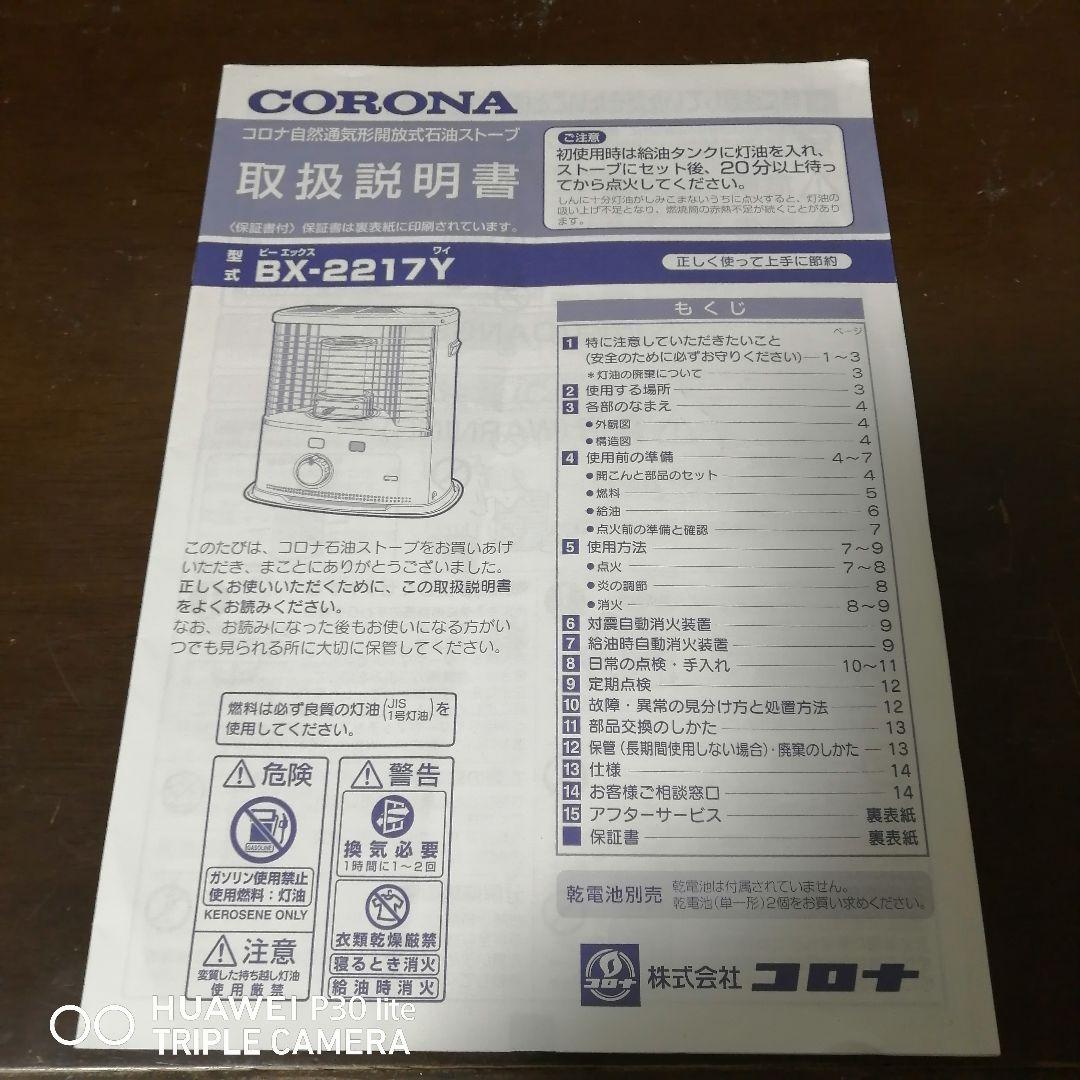 CORONA
コロナ自然通気形開放式石油ストーブ
取扱説明書
〈保証書付〉保証書は裏表紙に印刷されています。
ご注意
初使用時は給油タンクに灯油を入れ、
ストーブにセット後、20分以上待っ
てから点火してください。
しんに十分灯油がしみこまないうちに点火すると、灯油の
吸い上げ不足となり、燃焼筒の赤熱不足が続くことがあり
ます。
型式 BX-2217Y
ビー エックス ワイ
正しく使って上手に節約
このたびは、コロナ石油ストーブをお買いあげ
いただき、まことにありがとうございました。
正しくお使いいただくために、この取扱説明書
をよくお読みください。
なお、お読みになった後もお使いになる方がい
つでも見られる所に大切に保管してください。
燃料は必ず良質の灯油(JIS 1号灯油)を
使用してください。
危険
GASOLINE
ガソリン使用禁止
使用燃料:灯油
KEROSENE ONLY
注意
変質した持ち越し灯油
使用厳禁
警告
換気必要
1時間に1〜2回
衣類乾燥厳禁
寝るとき消火
給油時消火
もくじ
ページ
1 特に注意していただきたいこと
(安全のために必ずお守りください) 1〜3
*灯油の廃棄について 3
2 使用する場所 3
3 各部のなまえ 4
●外観図 4
●構造図 4
4 使用前の準備 4〜7
●開こんと部品のセット 4
●燃料 5
●給油 6
●点火前の準備と確認 7
5 使用方法 7〜9
●点火 7〜8
●炎の調節 8
●消火 8〜9
6 対震自動消火装置 9
7 給油時自動消火装置 9
8 日常の点検・手入れ 10〜11
9 定期点検 12
10 故障・異常の見分け方と処置方法 12
11 部品交換のしかた 13
12 保管(長期間使用しない場合)・廃棄のしかた 13
13 仕様 14
14 お客様ご相談窓口 14
15 アフターサービス 裏表紙
保証書 裏表紙
乾電池別売
乾電池は付属されていません。
乾電池(単一形)2個をお買い求めください。
CORONA
株式会社 コロナ
HUAWEI P30 lite
TRIPLE CAMERA